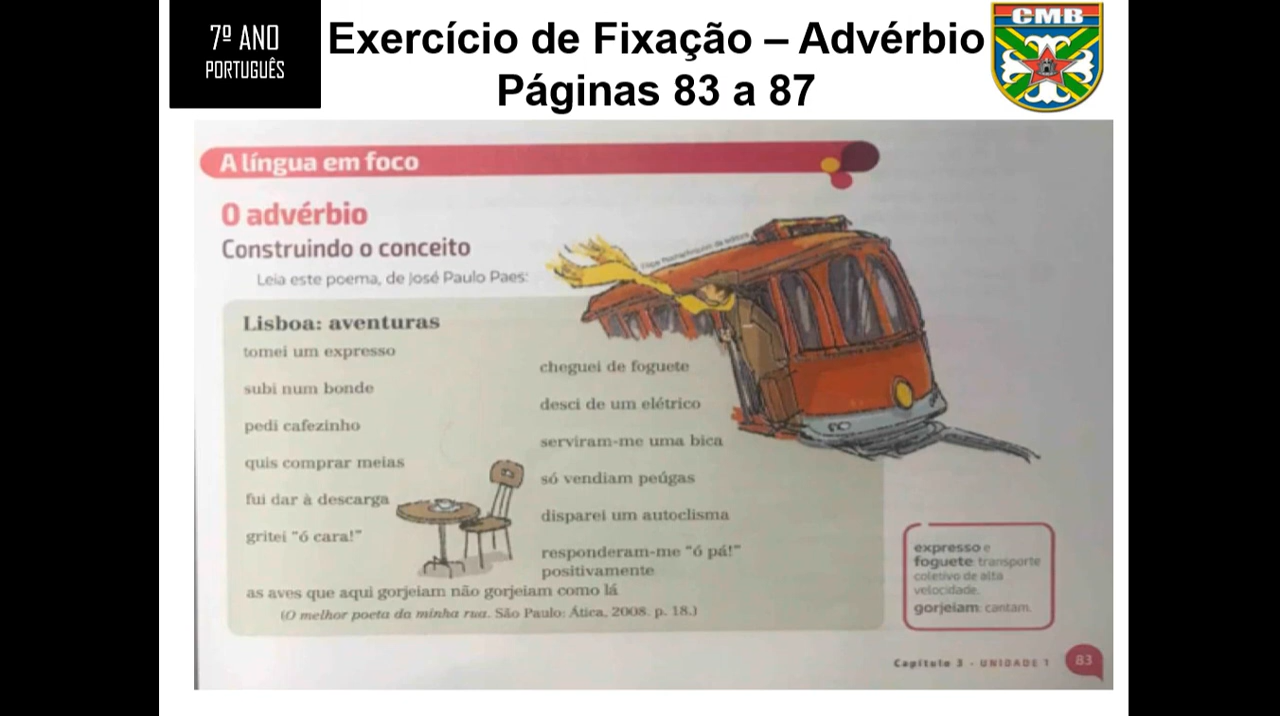 7º ANO
PORTUGUÊS
Exercício de Fixação – Advérbio
Páginas 83 a 87
CMB
A língua em foco
O advérbio
Construindo o conceito
Leia este poema, de José Paulo Paes:
Lisboa: aventuras
tomei um expresso
cheguei de foguete
subi num bonde
desci de um elétrico
pedi cafezinho
serviram-me uma bica
quis comprar meias
só vendiam peúgas
fui dar à descarga
disparei um autoclisma
gritei "ó cara!"
responderam-me "ó pá!"
positivamente
as aves que aqui gorjeiam não gorjeiam como lá
(O melhor poeta da minha rua. São Paulo: Ática, 2008. p. 18.)
expresso e
foguete: transporte
coletivo de alta
velocidade.
gorjeiam: cantam.
Capítulo 3 - UNIDADE 1
83